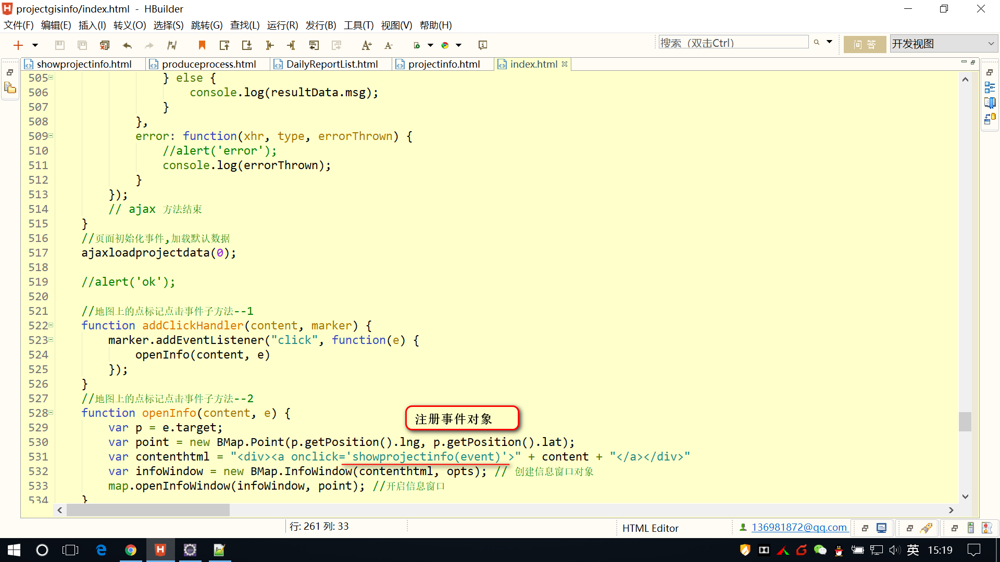 projectgisinfo/index.html - HBuilder
文件(F) 编辑(E) 插入(I) 转义(O) 选择(S) 跳转(G) 查找(L) 运行(R) 发行(B) 工具(T) 视图(V) 帮助(H)
搜索（双击Ctrl） 问 答 开发视图
showprojectinfo.html produceprocess.html DailyReportList.html projectinfo.html index.html
505 } else {
506 console.log(resultData.msg);
507 }
508 },
509 error: function(xhr, type, errorThrown) {
510 //alert('error');
511 console.log(errorThrown);
512 }
513 });
514 // ajax 方法结束
515 }
516 //页面初始化事件,加载默认数据
517 ajaxloadprojectdata(0);
518
519 //alert('ok');
520
521 //地图上的点标记点击事件子方法--1
522 function addClickHandler(content, marker) {
523 marker.addEventListener("click", function(e) {
524 openInfo(content, e)
525 });
526 }
527 //地图上的点标记点击事件子方法--2
528 function openInfo(content, e) {
注册事件对象
529 var p = e.target;
530 var point = new BMap.Point(p.getPosition().lng, p.getPosition().lat);
531 var contenthtml = "<div><a onclick='showprojectinfo(event)'>" + content + "</a></div>"
532 var infoWindow = new BMap.InfoWindow(contenthtml, opts); // 创建信息窗口对象
533 map.openInfoWindow(infoWindow, point); //开启信息窗口
534 }
行: 261 列: 33 HTML Editor 136981872@qq.com
英 15:19